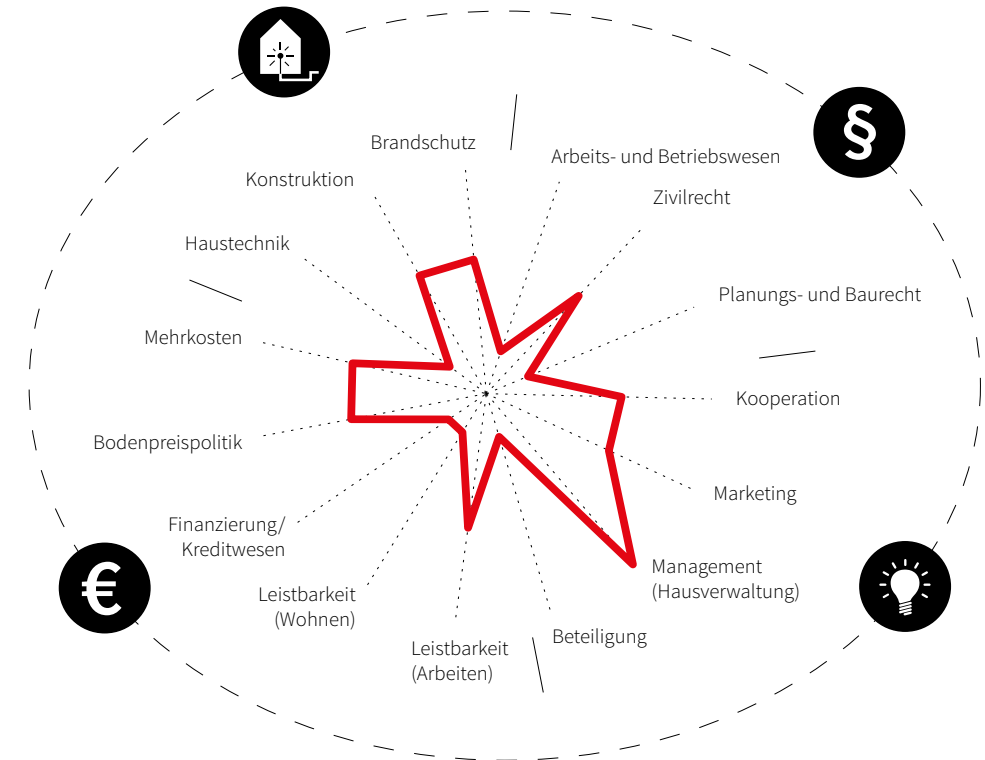 Brandschutz
Arbeits- und Betriebswesen
Konstruktion
Zivilrecht
Haustechnik
Planungs- und Baurecht
Mehrkosten
Kooperation
Bodenpreispolitik
Marketing
Finanzierung/
Kreditwesen
Management
(Hausverwaltung)
Leistbarkeit
(Wohnen)
Beteiligung
Leistbarkeit
(Arbeiten)
§
€